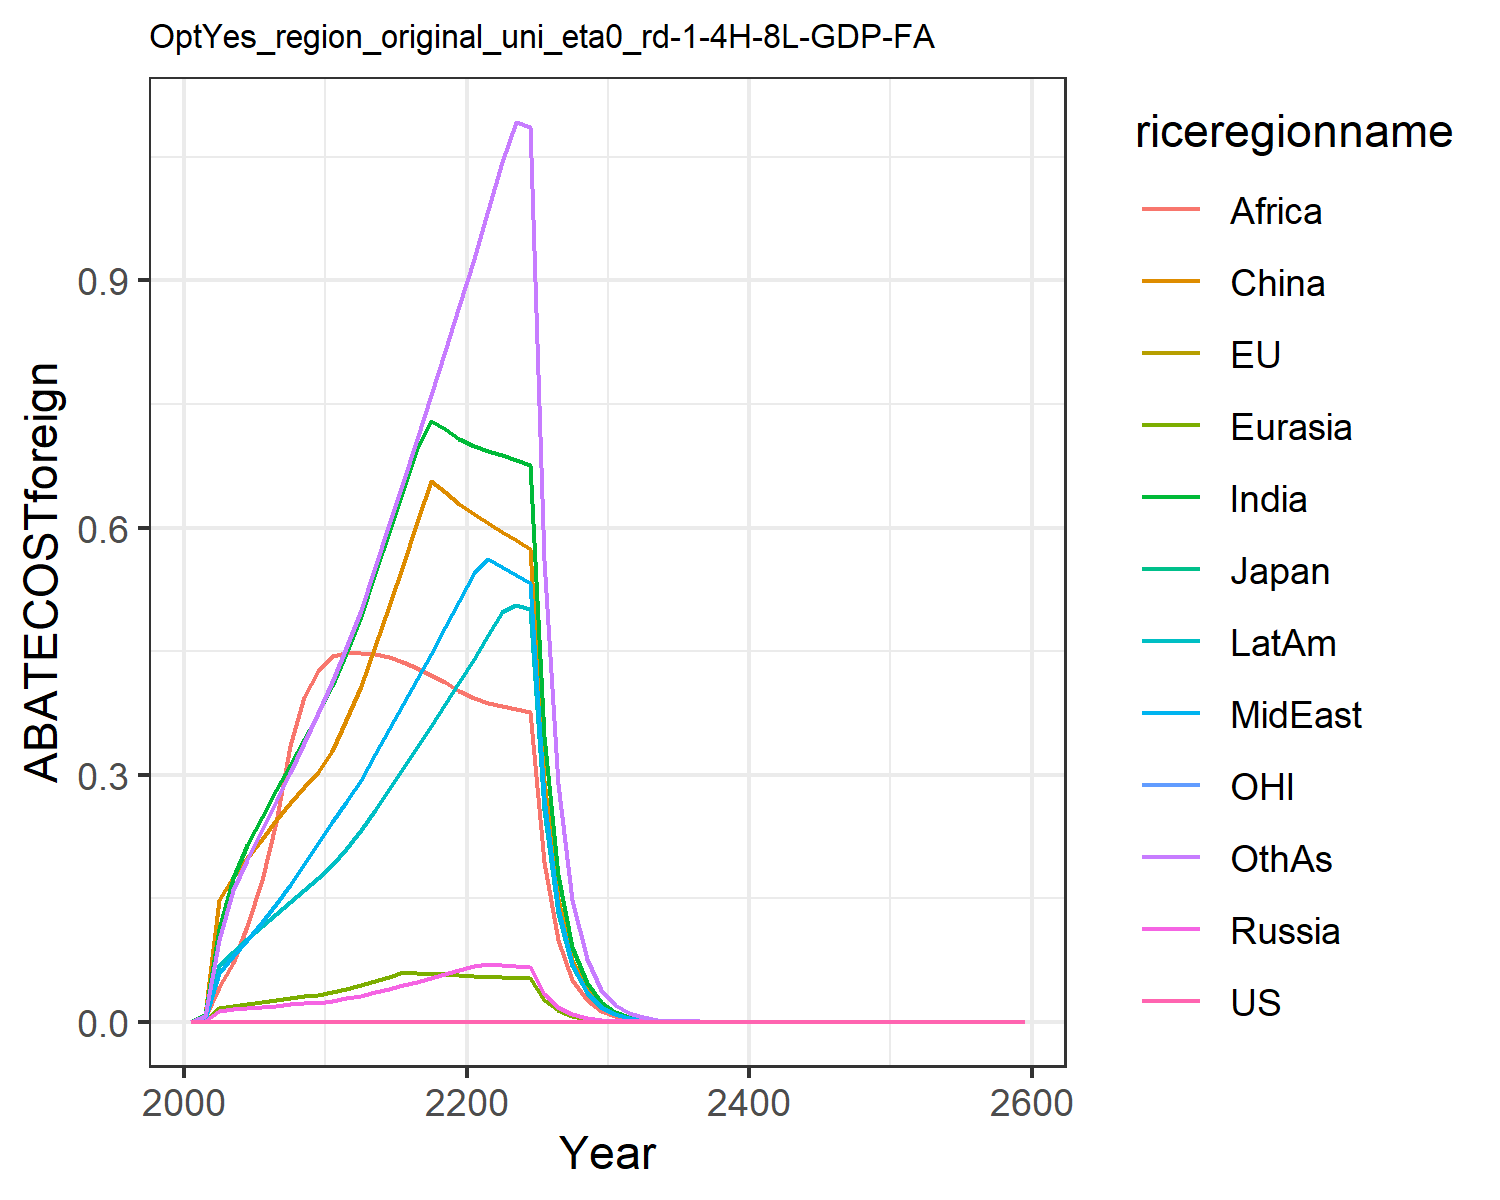 OptYes_region_original_uni_eta0_rd-1-4H-8L-GDP-FA
ABATECOSTforeign
0.9
0.6
0.3
0.0
2000
2200
2400
2600
Year
riceregionname
Africa
China
EU
Eurasia
India
Japan
LatAm
MidEast
OHI
OthAs
Russia
US